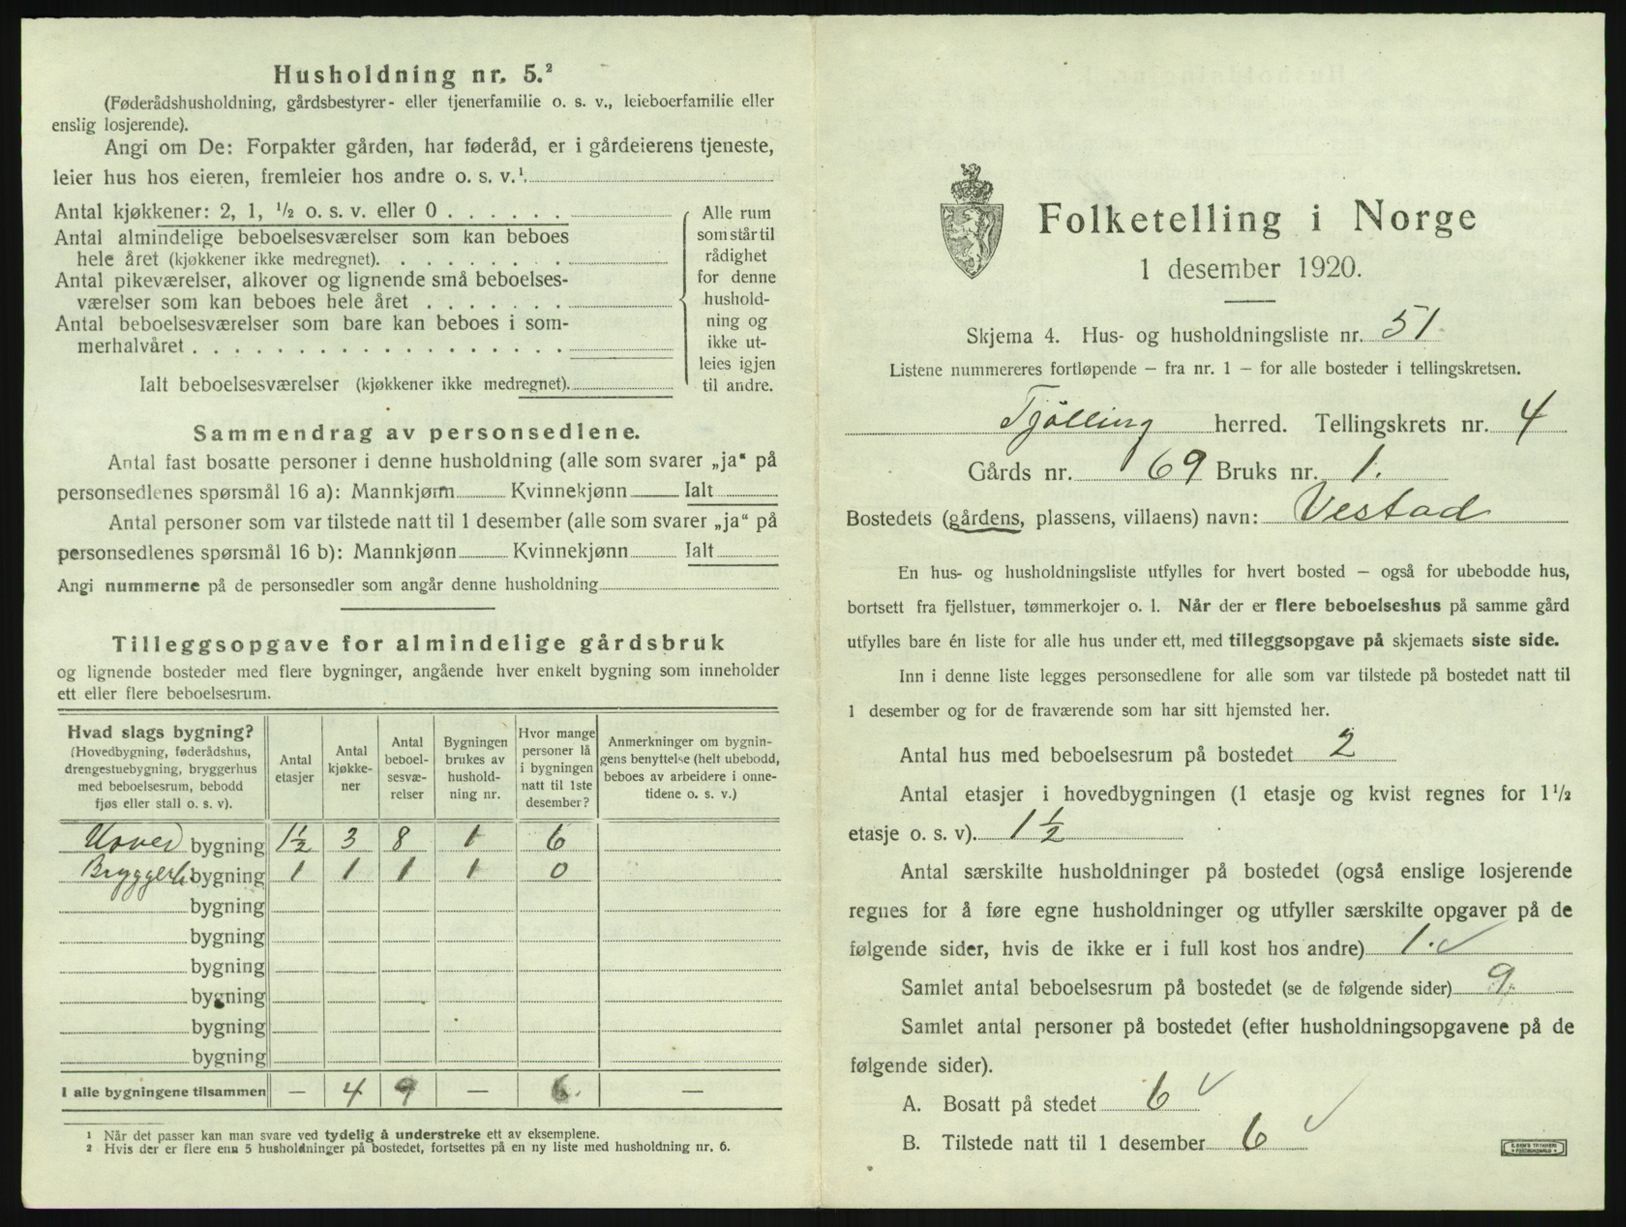 Husholdning nr. 5.²
(Føderådshusholdning, gårdsbestyrer- eller tjenerfamilie o. s. v., leieboerfamilie eller
enslig losjerende).
Angi om De: Forpakter gården, har føderåd, er i gårdeierens tjeneste,
leier hus hos eieren, fremleier hos andre o. s. v.¹
Antal kjøkkener: 2, 1, ½ o. s. v. eller 0
Antal almindelige beboelsesværelser som kan beboes
hele året (kjøkkener ikke medregnet).
Antal pikeværelser, alkover og lignende små beboelses-
værelser som kan beboes hele året
Antal beboelsesværelser som bare kan beboes i som-
merhalvåret
Ialt beboelsesværelser (kjøkkener ikke medregnet).
Alle rum
som står til
rådighet
for denne
hushold-
ning og
ikke ut-
leies igjen
til andre.
Sammendrag av personsedlene.
Antal fast bosatte personer i denne husholdning (alle som svarer „ja“ på
personsedlenes spørsmål 16 a): Mannkjønn Kvinnekjønn Ialt
Antal personer som var tilstede natt til 1 desember (alle som svarer „ja“ på
personsedlenes spørsmål 16 b): Mannkjønn Kvinnekjønn Ialt
Angi nummerne på de personsedler som angår denne husholdning
Tilleggsopgave for almindelige gårdsbruk
og lignende bosteder med flere bygninger, angående hver enkelt bygning som inneholder
ett eller flere beboelsesrum.
Hvad slags bygning?
(Hovedbygning, føderådshus,
drengestuebygning, bryggerhus
med beboelsesrum, bebodd
fjøs eller stall o. s. v).
Antal
etasjer
Antal
kjøkke-
ner
Antal
beboel-
sesvæ-
relser
Bygningen
brukes av
hushold-
ning nr.
Hvor mange
personer lå
i bygningen
natt til 1ste
desember?
Anmerkninger om bygnin-
gens benyttelse (helt ubebodd,
beboes av arbeidere i onne-
tidene o. s. v.)
Hoved bygning 1½ 3 8 1 6
Bryggerh. bygning 1 1 1 1 0
bygning
bygning
bygning
bygning
bygning
bygning
I alle bygningene tilsammen — 4 9 — 6. —
¹ Når det passer kan man svare ved tydelig å understreke ett av eksemplene.
² Hvis der er flere enn 5 husholdninger på bostedet, fortsettes på en ny liste med husholdning nr. 6.
Folketelling i Norge
1 desember 1920.
Skjema 4. Hus- og husholdningsliste nr. 51
Listene nummereres fortløpende — fra nr. 1 — for alle bosteder i tellingskretsen.
Tjölling herred. Tellingskrets nr. 4
Gårds nr. 69 Bruks nr. 1.
Bostedets (gårdens, plassens, villaens) navn: Vestad
En hus- og husholdningsliste utfylles for hvert bosted — også for ubebodde hus,
bortsett fra fjellstuer, tømmerkojer o. l. Når der er flere beboelseshus på samme gård
utfylles bare én liste for alle hus under ett, med tilleggsopgave på skjemaets siste side.
Inn i denne liste legges personsedlene for alle som var tilstede på bostedet natt til
1 desember og for de fraværende som har sitt hjemsted her.
Antal hus med beboelsesrum på bostedet 2
Antal etasjer i hovedbygningen (1 etasje og kvist regnes for 1½
etasje o. s. v). 1½
Antal særskilte husholdninger på bostedet (også enslige losjerende
regnes for å føre egne husholdninger og utfyller særskilte opgaver på de
følgende sider, hvis de ikke er i full kost hos andre) 1. ✓
Samlet antal beboelsesrum på bostedet (se de følgende sider) 9.
Samlet antal personer på bostedet (efter husholdningsopgavene på de
følgende sider).
A. Bosatt på stedet 6 ✓
B. Tilstede natt til 1 desember 6 ✓